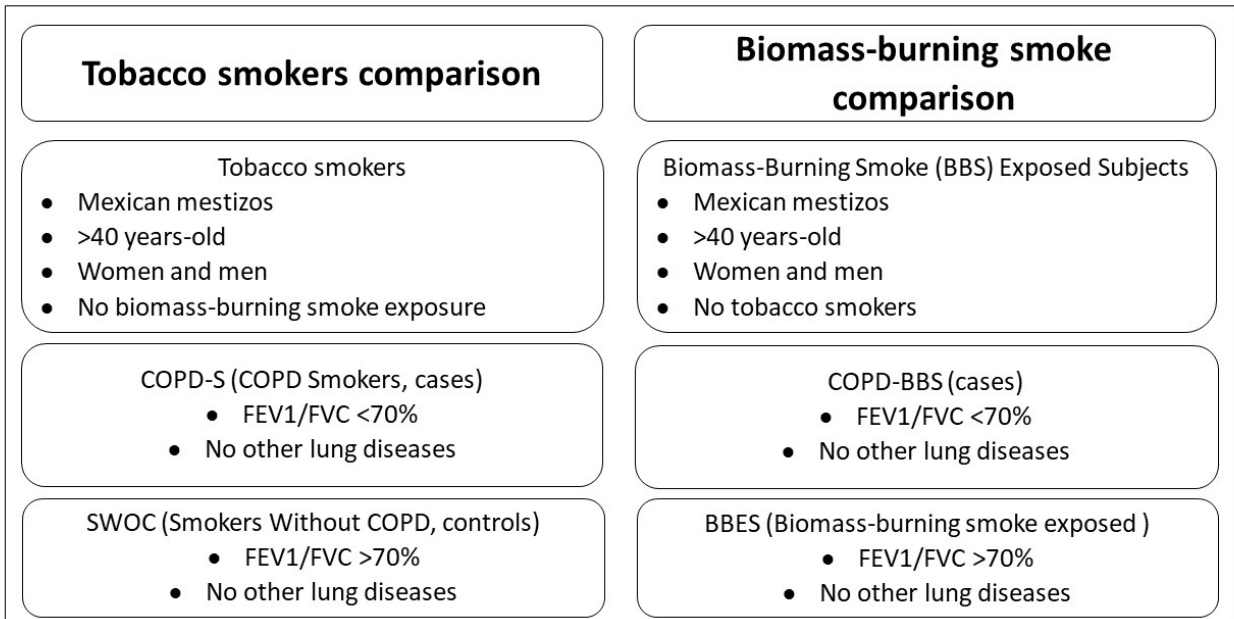 Tobacco smokers comparison
Biomass-burning smoke
comparison
Tobacco smokers
● Mexican mestizos
● >40 years-old
● Women and men
● No biomass-burning smoke exposure
Biomass-Burning Smoke (BBS) Exposed Subjects
● Mexican mestizos
● >40 years-old
● Women and men
● No tobacco smokers
COPD-S (COPD Smokers, cases)
● FEV1/FVC <70%
● No other lung diseases
COPD-BBS (cases)
● FEV1/FVC <70%
● No other lung diseases
SWOC (Smokers Without COPD, controls)
● FEV1/FVC >70%
● No other lung diseases
BBES (Biomass-burning smoke exposed )
● FEV1/FVC >70%
● No other lung diseases